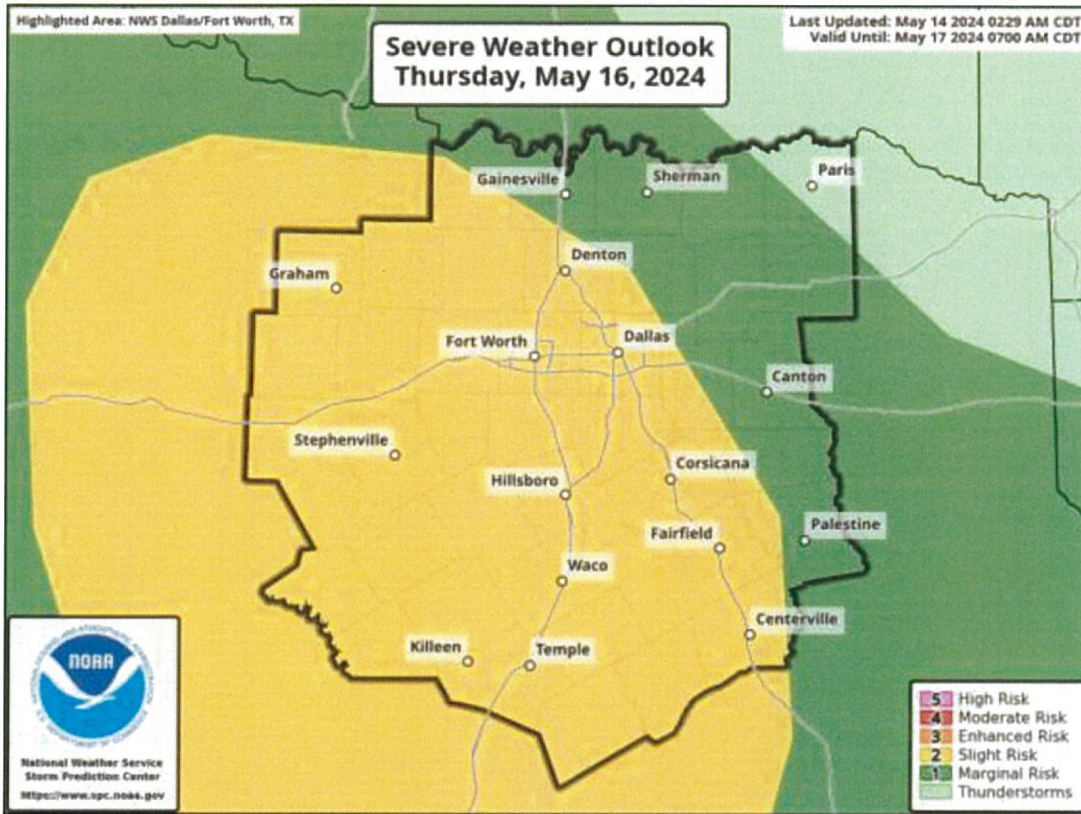 Highlighted Area: NWS Dallas/Fort Worth, TX
Last Updated: May 14 2024 0229 AM CDT
Valid Until: May 17 2024 0700 AM CDT
Severe Weather Outlook
Thursday, May 16, 2024
Gainesville
Sherman
Paris
Denton
Graham
Fort Worth
Dallas
Canton
Stephenville
Corsicana
Hillsboro
Fairfield
Palestine
Waco
Centerville
Killeen
Temple
NOAA
National Weather Service
Storm Prediction Center
https://www.spc.noaa.gov
5 High Risk
4 Moderate Risk
3 Enhanced Risk
2 Slight Risk
1 Marginal Risk
Thunderstorms